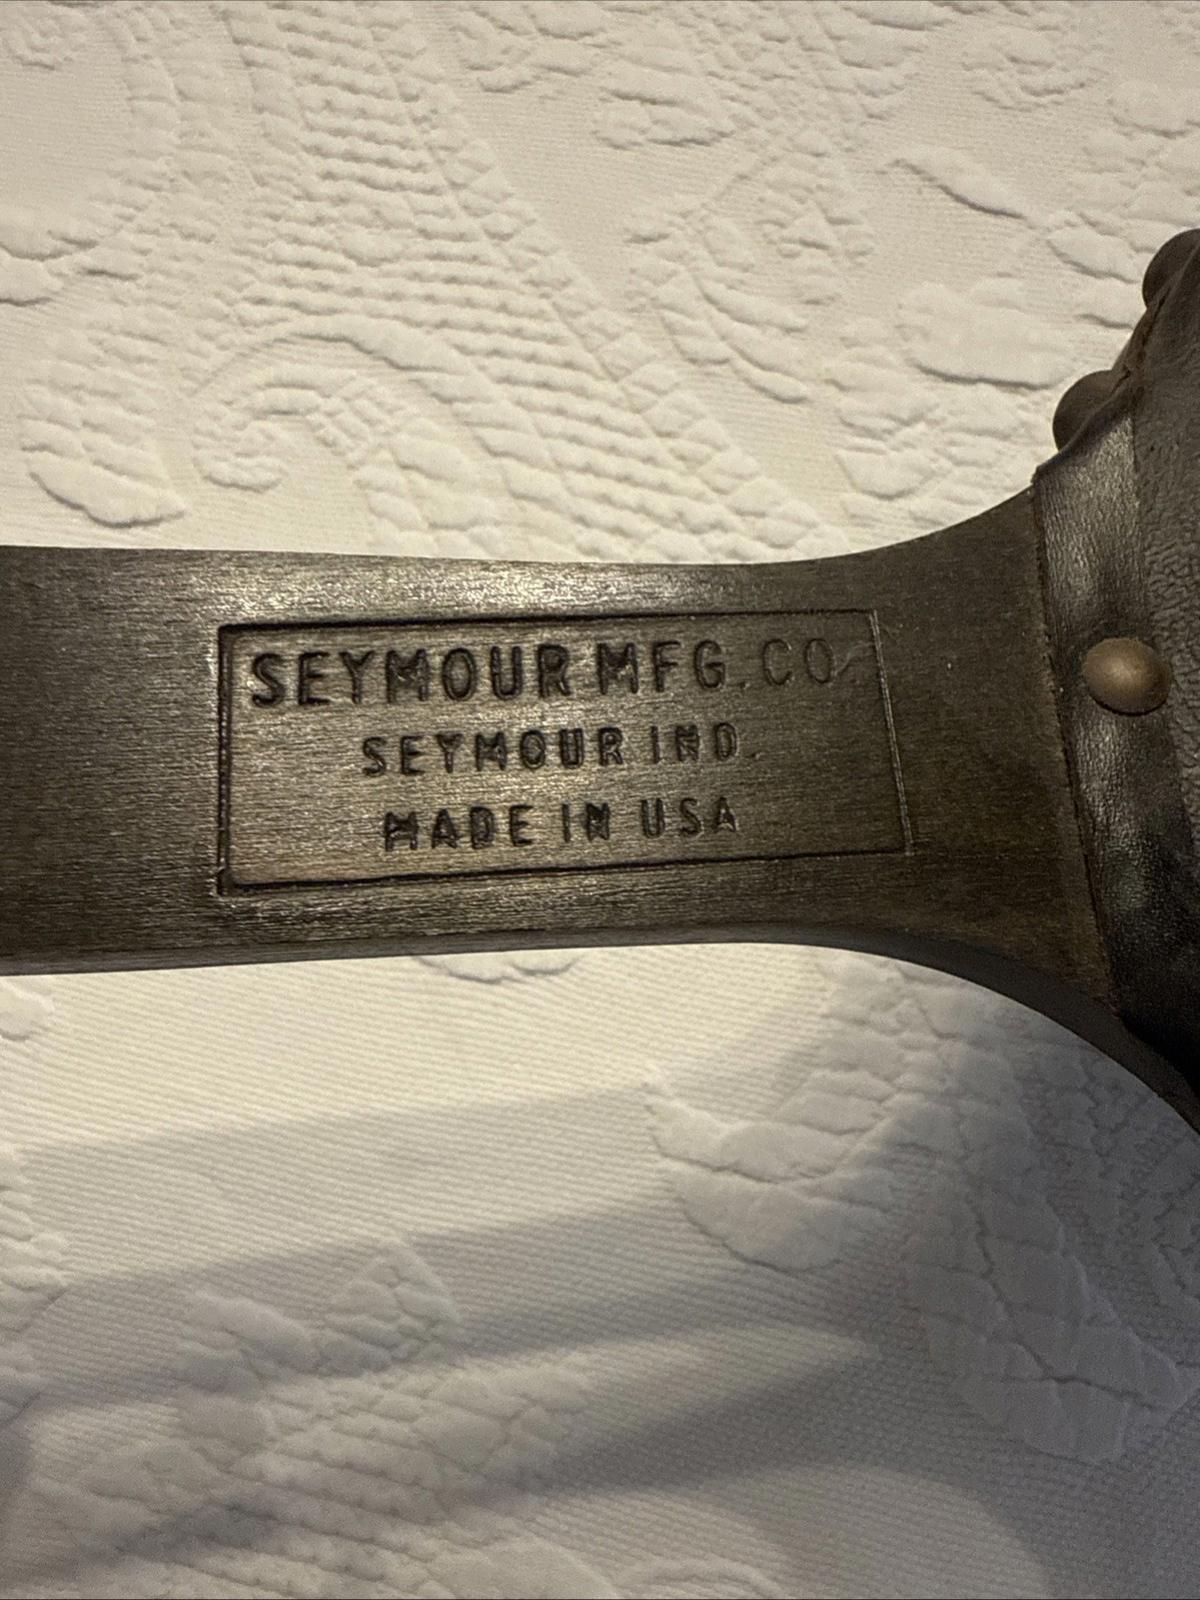 SEYMOUR MFG. CO.
SEYMOUR IND.
MADE IN USA